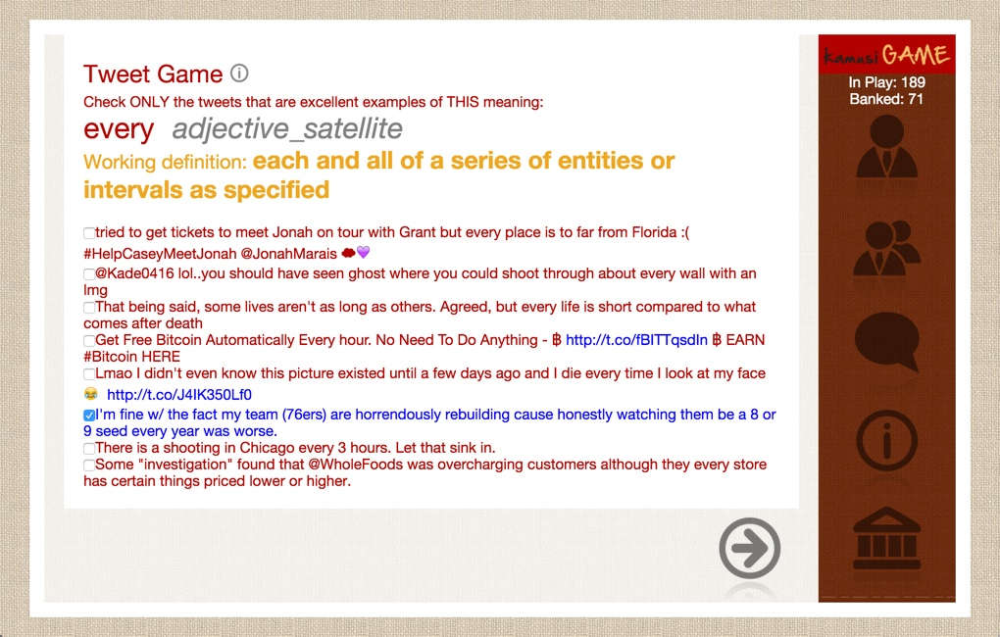 kamusi GAME
In Play: 189
Banked: 71
Tweet Game
Check ONLY the tweets that are excellent examples of THIS meaning:
every adjective_satellite
Working definition: each and all of a series of entities or
intervals as specified
tried to get tickets to meet Jonah on tour with Grant but every place is to far from Florida :(
#HelpCaseyMeetJonah @JonahMarais
@Kade0416 lol..you should have seen ghost where you could shoot through about every wall with an
lmg
That being said, some lives aren't as long as others. Agreed, but every life is short compared to what
comes after death
Get Free Bitcoin Automatically Every hour. No Need To Do Anything - ฿ http://t.co/fBITTqsdIn ฿ EARN
#Bitcoin HERE
Lmao I didn't even know this picture existed until a few days ago and I die every time I look at my face
😂 http://t.co/J4IK350Lf0
I'm fine w/ the fact my team (76ers) are horrendously rebuilding cause honestly watching them be a 8 or
9 seed every year was worse.
There is a shooting in Chicago every 3 hours. Let that sink in.
Some "investigation" found that @WholeFoods was overcharging customers although they every store
has certain things priced lower or higher.